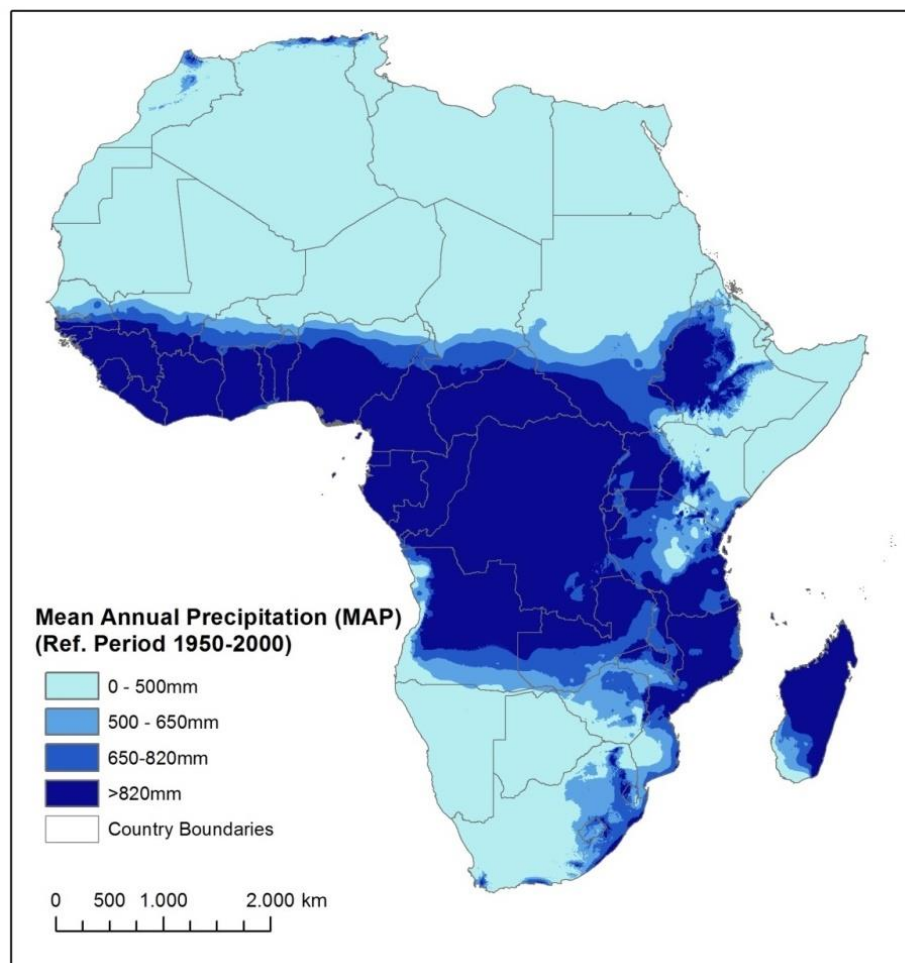 Mean Annual Precipitation (MAP)
(Ref. Period 1950-2000)
0 - 500mm
500 - 650mm
650-820mm
>820mm
Country Boundaries
0 500 1.000 2.000 km